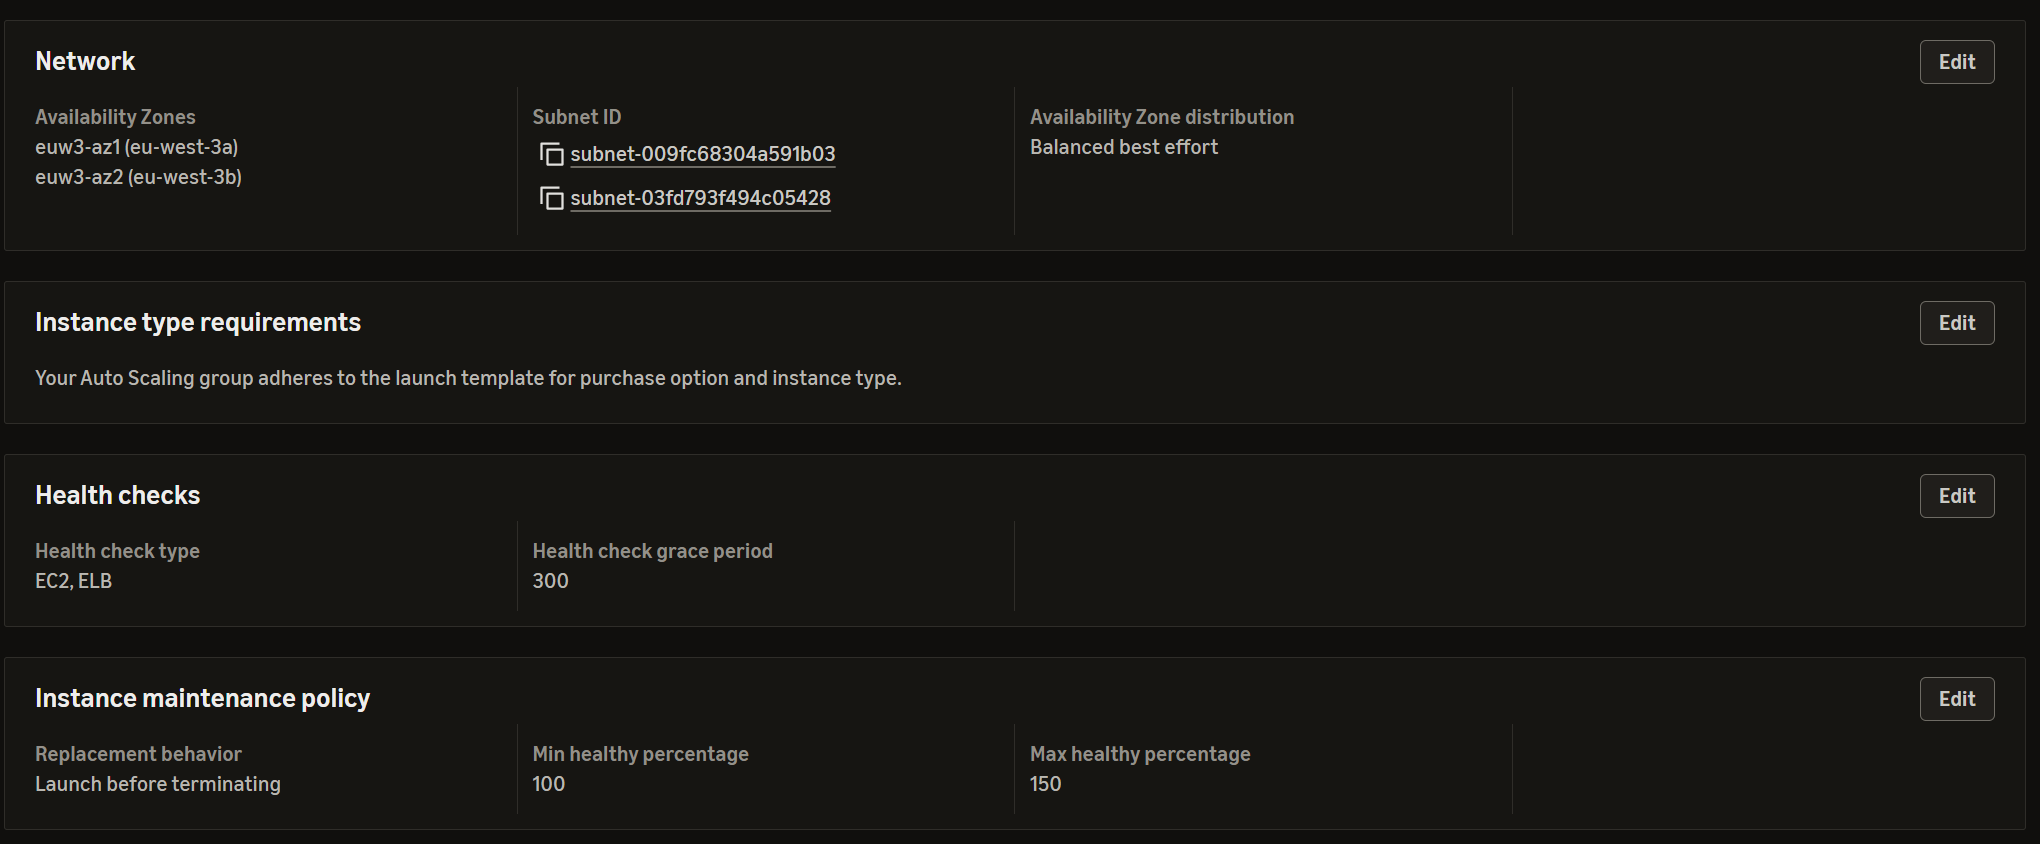 Network
Edit
Availability Zones
euw3-az1 (eu-west-3a)
euw3-az2 (eu-west-3b)
Subnet ID
subnet-009fc68304a591b03
subnet-03fd793f494c05428
Availability Zone distribution
Balanced best effort
Instance type requirements
Edit
Your Auto Scaling group adheres to the launch template for purchase option and instance type.
Health checks
Edit
Health check type
EC2, ELB
Health check grace period
300
Instance maintenance policy
Edit
Replacement behavior
Launch before terminating
Min healthy percentage
100
Max healthy percentage
150